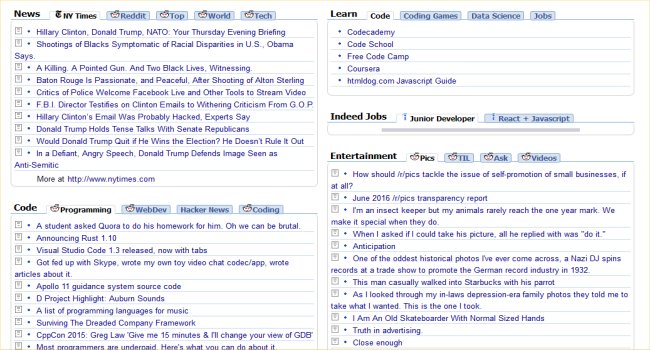 News NY Times Reddit Top World Tech
Hillary Clinton, Donald Trump, NATO: Your Thursday Evening Briefing
Shootings of Blacks Symptomatic of Racial Disparities in U.S., Obama
Says.
A Killing. A Pointed Gun. And Two Black Lives, Witnessing.
Baton Rouge Is Passionate, and Peaceful, After Shooting of Alton Sterling
Critics of Police Welcome Facebook Live and Other Tools to Stream Video
F.B.I. Director Testifies on Clinton Emails to Withering Criticism From G.O.P.
Hillary Clinton's Email Was Probably Hacked, Experts Say
Donald Trump Holds Tense Talks With Senate Republicans
Would Donald Trump Quit if He Wins the Election? He Doesn't Rule It Out
In a Defiant, Angry Speech, Donald Trump Defends Image Seen as
Anti-Semitic
More at http://www.nytimes.com
Code Programming WebDev Hacker News Coding
A student asked Quora to do his homework for him. Oh we can be brutal.
Announcing Rust 1.10
Visual Studio Code 1.3 released, now with tabs
Got fed up with Skype, wrote my own toy video chat codec/app, wrote
articles about it.
Apollo 11 guidance system source code
D Project Highlight: Auburn Sounds
A list of programming languages for music
Surviving The Dreaded Company Framework
CppCon 2015: Greg Law 'Give me 15 minutes & I'll change your view of GDB'
Most programmers are underpaid. Here's what you can do about it.
Learn Code Coding Games Data Science Jobs
Codecademy
Code School
Free Code Camp
Coursera
htmldog.com Javascript Guide
Indeed Jobs Junior Developer React + Javascript
Entertainment Pics TIL Ask Videos
How should /r/pics tackle the issue of self-promotion of small businesses, if
at all?
June 2016 /r/pics transparency report
I'm an insect keeper but my animals rarely reach the one year mark. We
make it special when they do.
When I asked if I could take his picture, all he replied with was "do it."
Anticipation
One of the oddest historical photos I've ever come across, a Nazi DJ spins
records at a trade show to promote the German record industry in 1932.
This man casually walked into Starbucks with his parrot
As I looked through my in-laws depression-era family photos they told me to
take what I wanted. This is the one I took.
I Am An Old Skateboarder With Normal Sized Hands
Truth in advertising.
Close enough